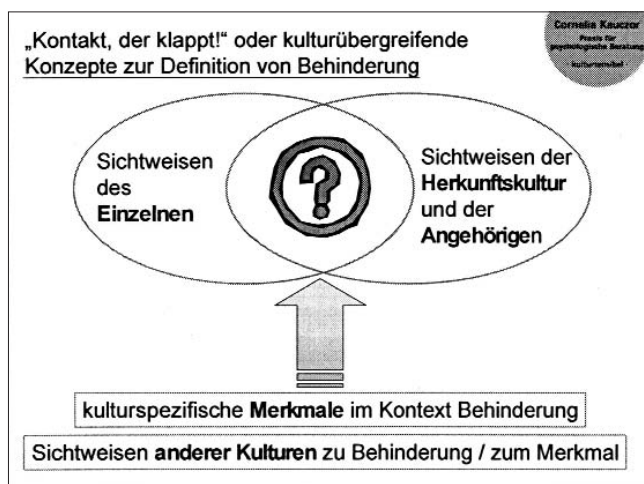 „Kontakt, der klappt!“ oder kulturübergreifende
Konzepte zur Definition von Behinderung
Cornelia Kauczor
Praxis für
psychologische Beratung
kultursensibel
Sichtweisen
des
Einzelnen
?
Sichtweisen der
Herkunftskultur
und der
Angehörigen
kulturspezifische Merkmale im Kontext Behinderung
Sichtweisen anderer Kulturen zu Behinderung / zum Merkmal